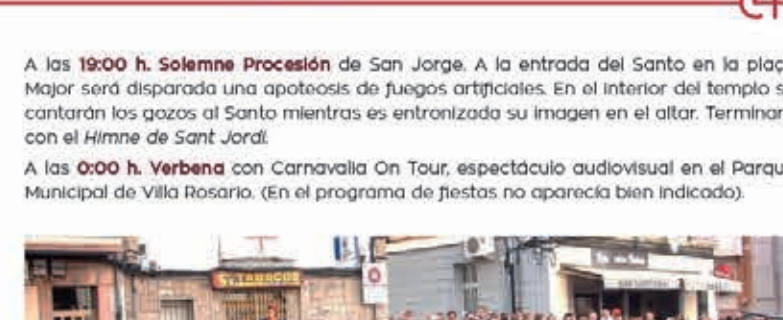 A las 19:00 h. Solemne Procesión de San Jorge. A la entrada del Santo en la plaç
Major será disparada una apoteosis de fuegos artificiales. En el interior del templo s
cantarán los gozos al Santo mientras es entronizada su imagen en el altar. Terminar
con el Himne de Sant Jordi.
A las 0:00 h. Verbena con Carnavalia On Tour, espectáculo audiovisual en el Parqu
Municipal de Villa Rosario. (En el programa de fiestas no aparecía bien indicado).
TABACOS